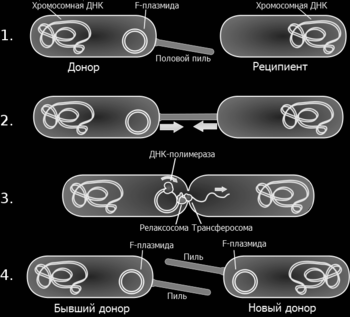 Хромосомная ДНК F-плазмида Хромосомная ДНК
1.
Половой пиль
Донор Реципиент
2.
ДНК-полимераза
3.
Релаксосома Трансферосома
F-плазмида Пиль F-плазмида
4.
Пиль
Бывший донор Новый донор